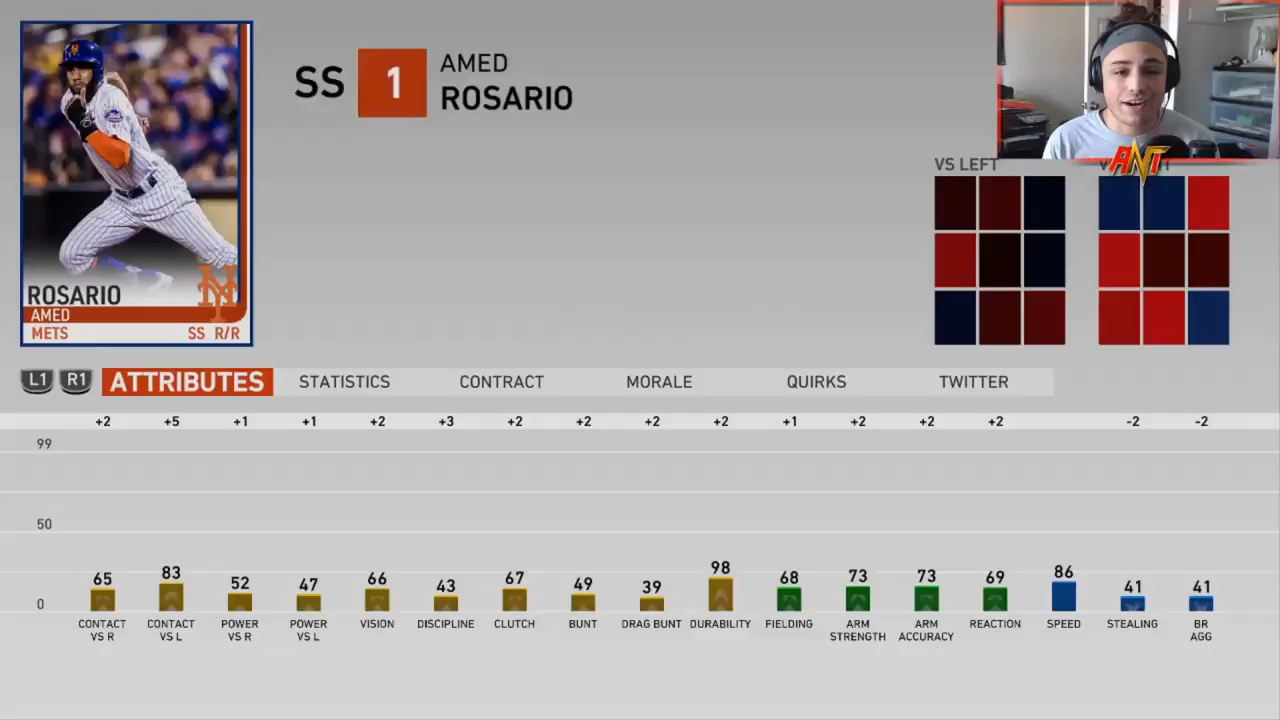 SS 1 AMED
ROSARIO
ANT
VS LEFT
ROSARIO
AMED
METS SS R/R
L1 R1 ATTRIBUTES STATISTICS CONTRACT MORALE QUIRKS TWITTER
+2 +5 +1 +1 +2 +3 +2 +2 +2 +2 +1 +2 +2 +2 -2 -2
99
50
0
65 83 52 47 66 43 67 49 39 98 68 73 73 69 86 41 41
CONTACT VS R CONTACT VS L POWER VS R POWER VS L VISION DISCIPLINE CLUTCH BUNT DRAG BUNT DURABILITY FIELDING ARM STRENGTH ARM ACCURACY REACTION SPEED STEALING BR AGG